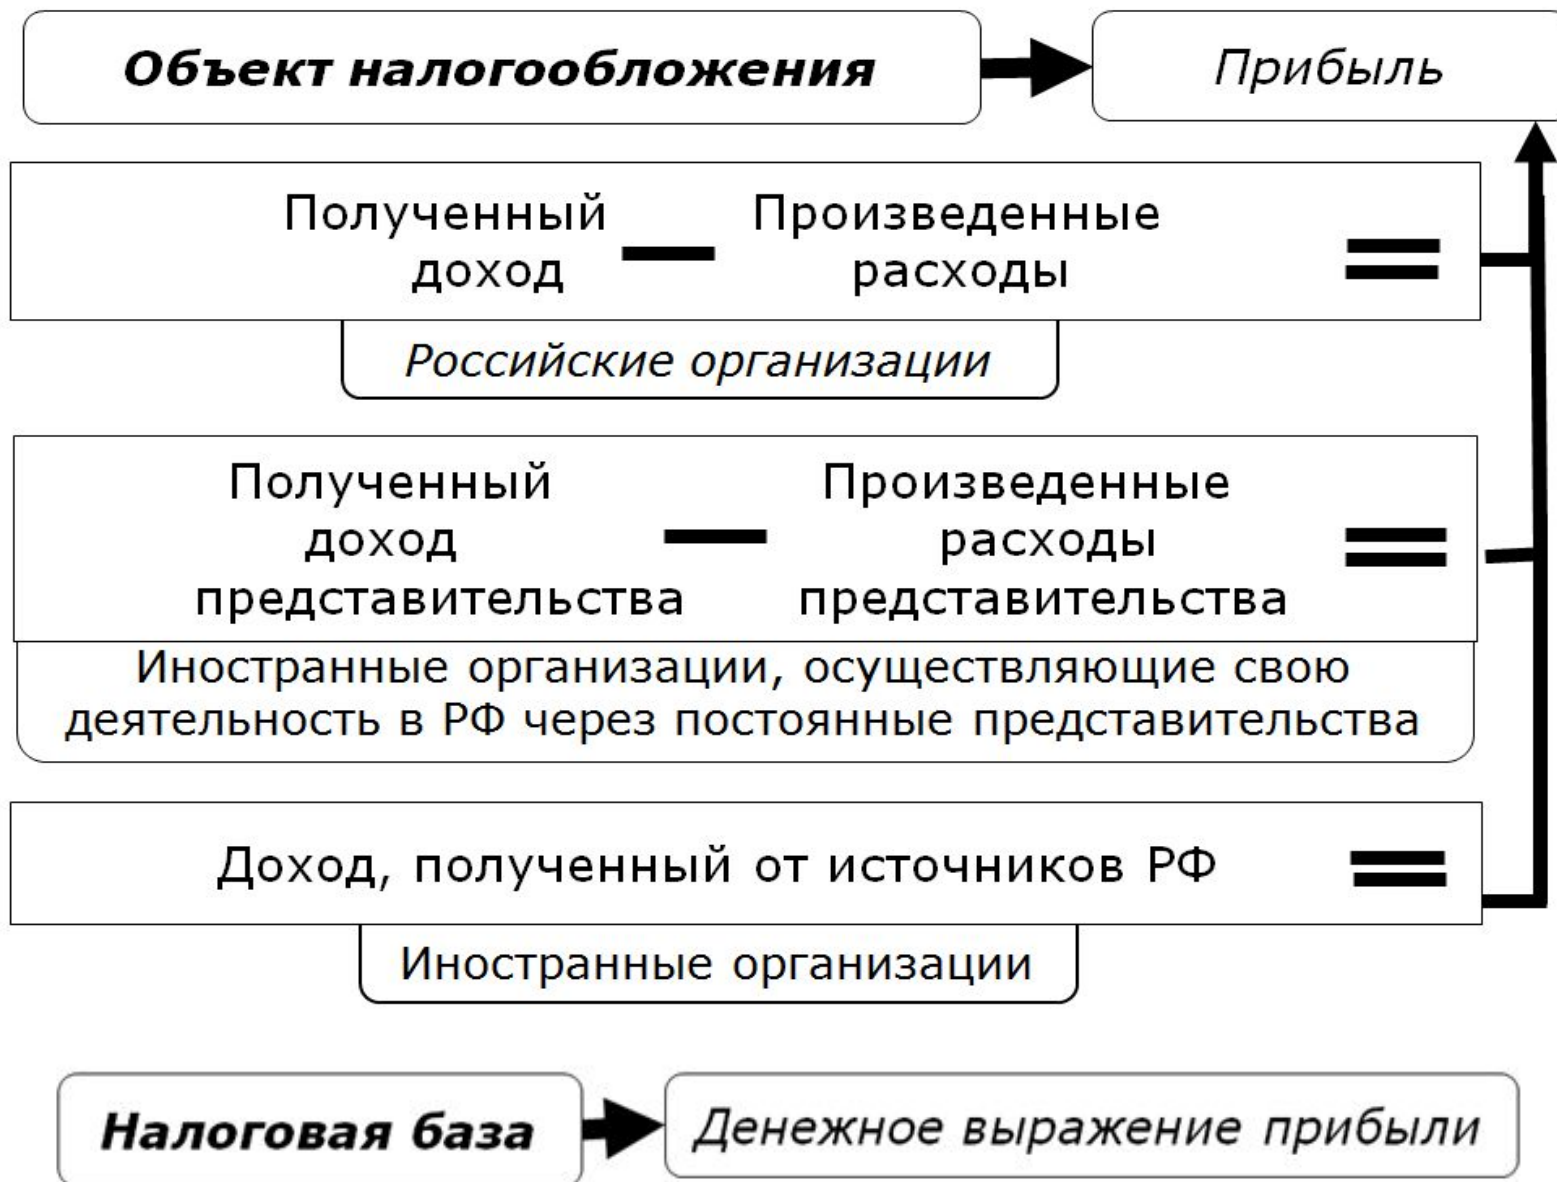 Объект налогообложения
Прибыль
Полученный
доход
Произведенные
расходы
Российские организации
Полученный
доход
представительства
Произведенные
расходы
представительства
Иностранные организации, осуществляющие свою
деятельность в РФ через постоянные представительства
Доход, полученный от источников РФ
Иностранные организации
Налоговая база
Денежное выражение прибыли